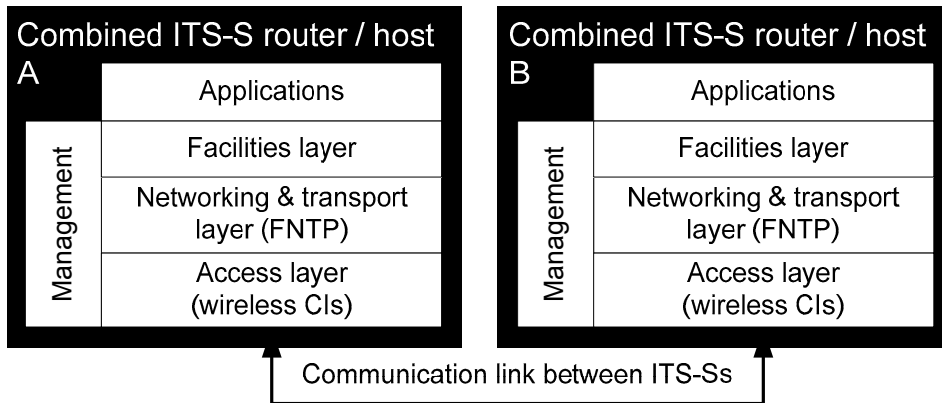 Combined ITS-S router / host
A
Applications
Management
Facilities layer
Networking & transport
layer (FNTP)
Access layer
(wireless CIs)
Combined ITS-S router / host
B
Applications
Management
Facilities layer
Networking & transport
layer (FNTP)
Access layer
(wireless CIs)
Communication link between ITS-Ss